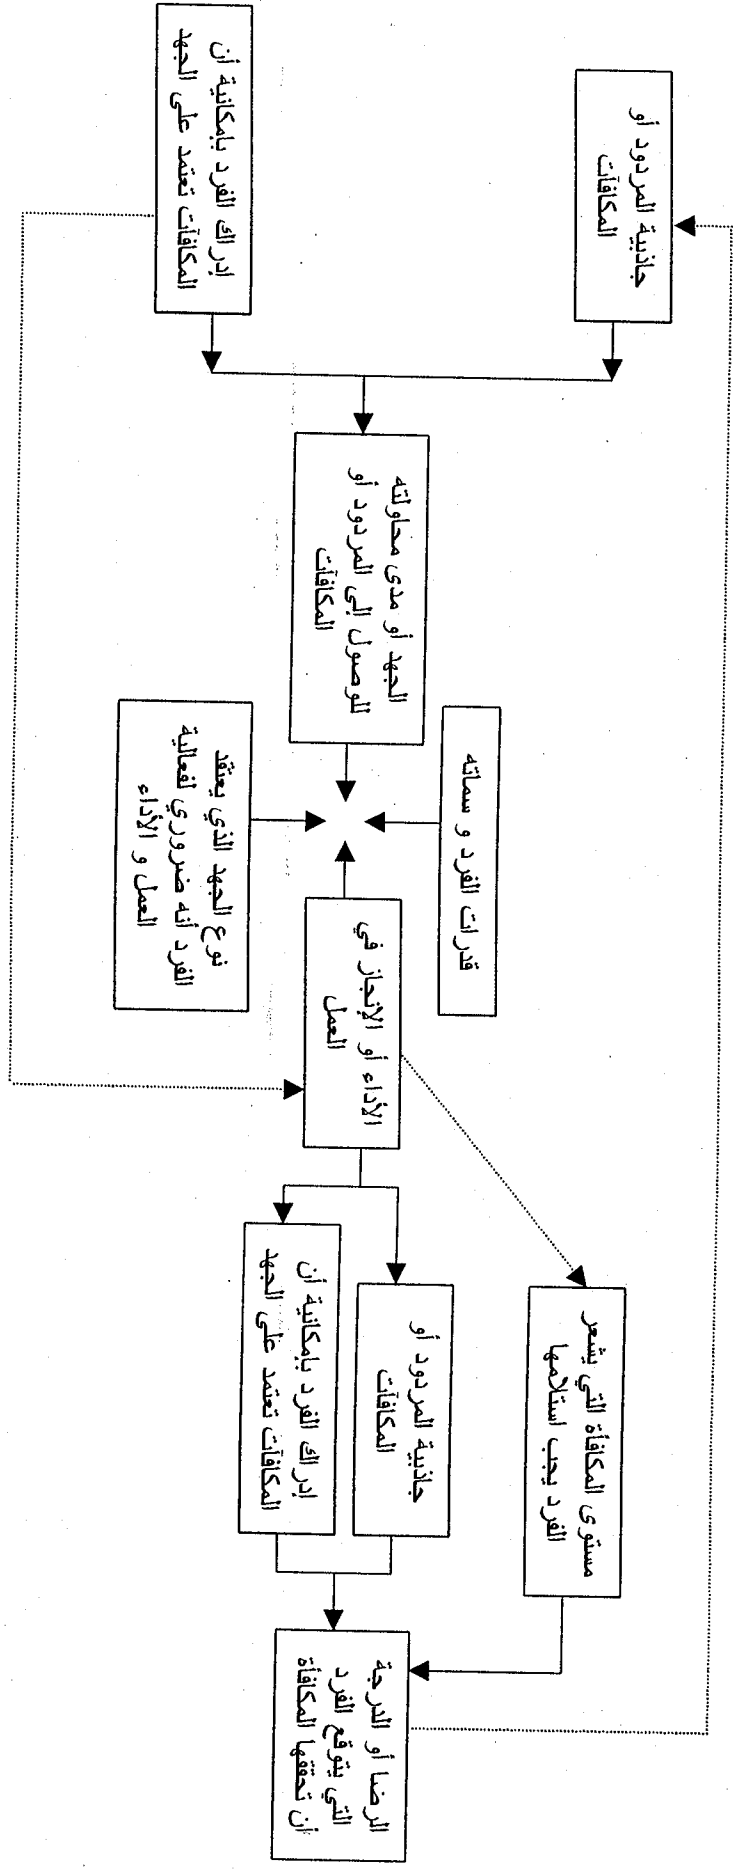 جاذبية المردود أو
المكافآت
إدراك الفرد بإمكانية أن
المكافآت تعتمد على الجهد
الجهد أو مدى محاولته
للوصول إلى المردود أو
المكافآت
قدرات الفرد و سماته
نوع الجهد الذي يعتقد
الفرد أنه ضروري لفعالية
العمل و الأداء
الأداء أو الإنجاز في
العمل
مستوى المكافأة التي يشعر
الفرد يجب استلامها
جاذبية المردود أو
المكافآت
إدراك الفرد بإمكانية أن
المكافآت تعتمد على الجهد
الرضا أو الدرجة
التي يتوقع الفرد
أن تحققها المكافأة